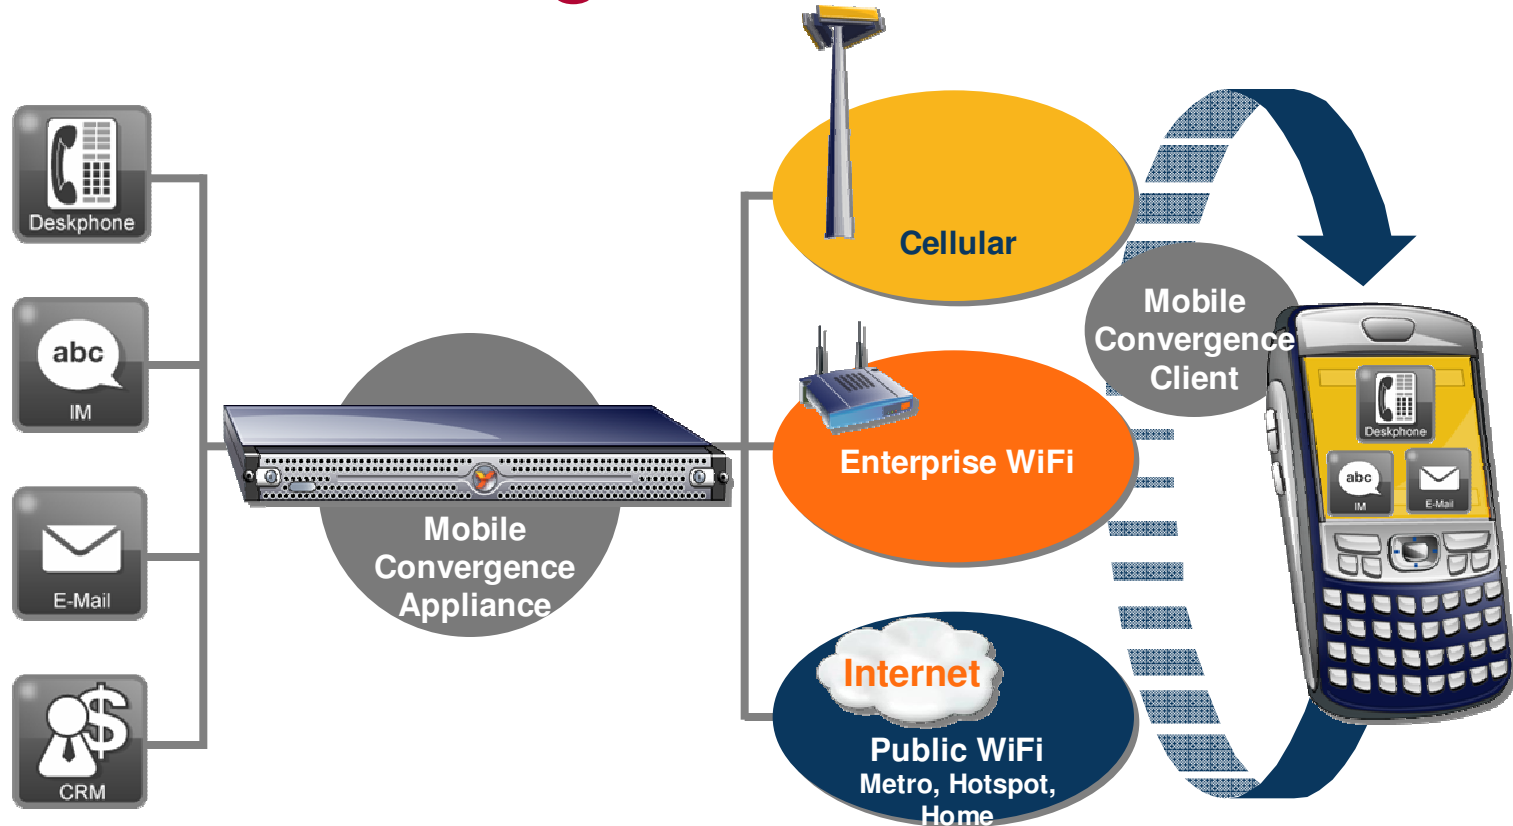 Deskphone
abc
IM
E-Mail
CRM
Mobile
Convergence
Appliance
Cellular
Enterprise WiFi
Internet
Public WiFi
Metro, Hotspot,
Home
Mobile
Convergence
Client
Deskphone
abc
IM
E-Mail